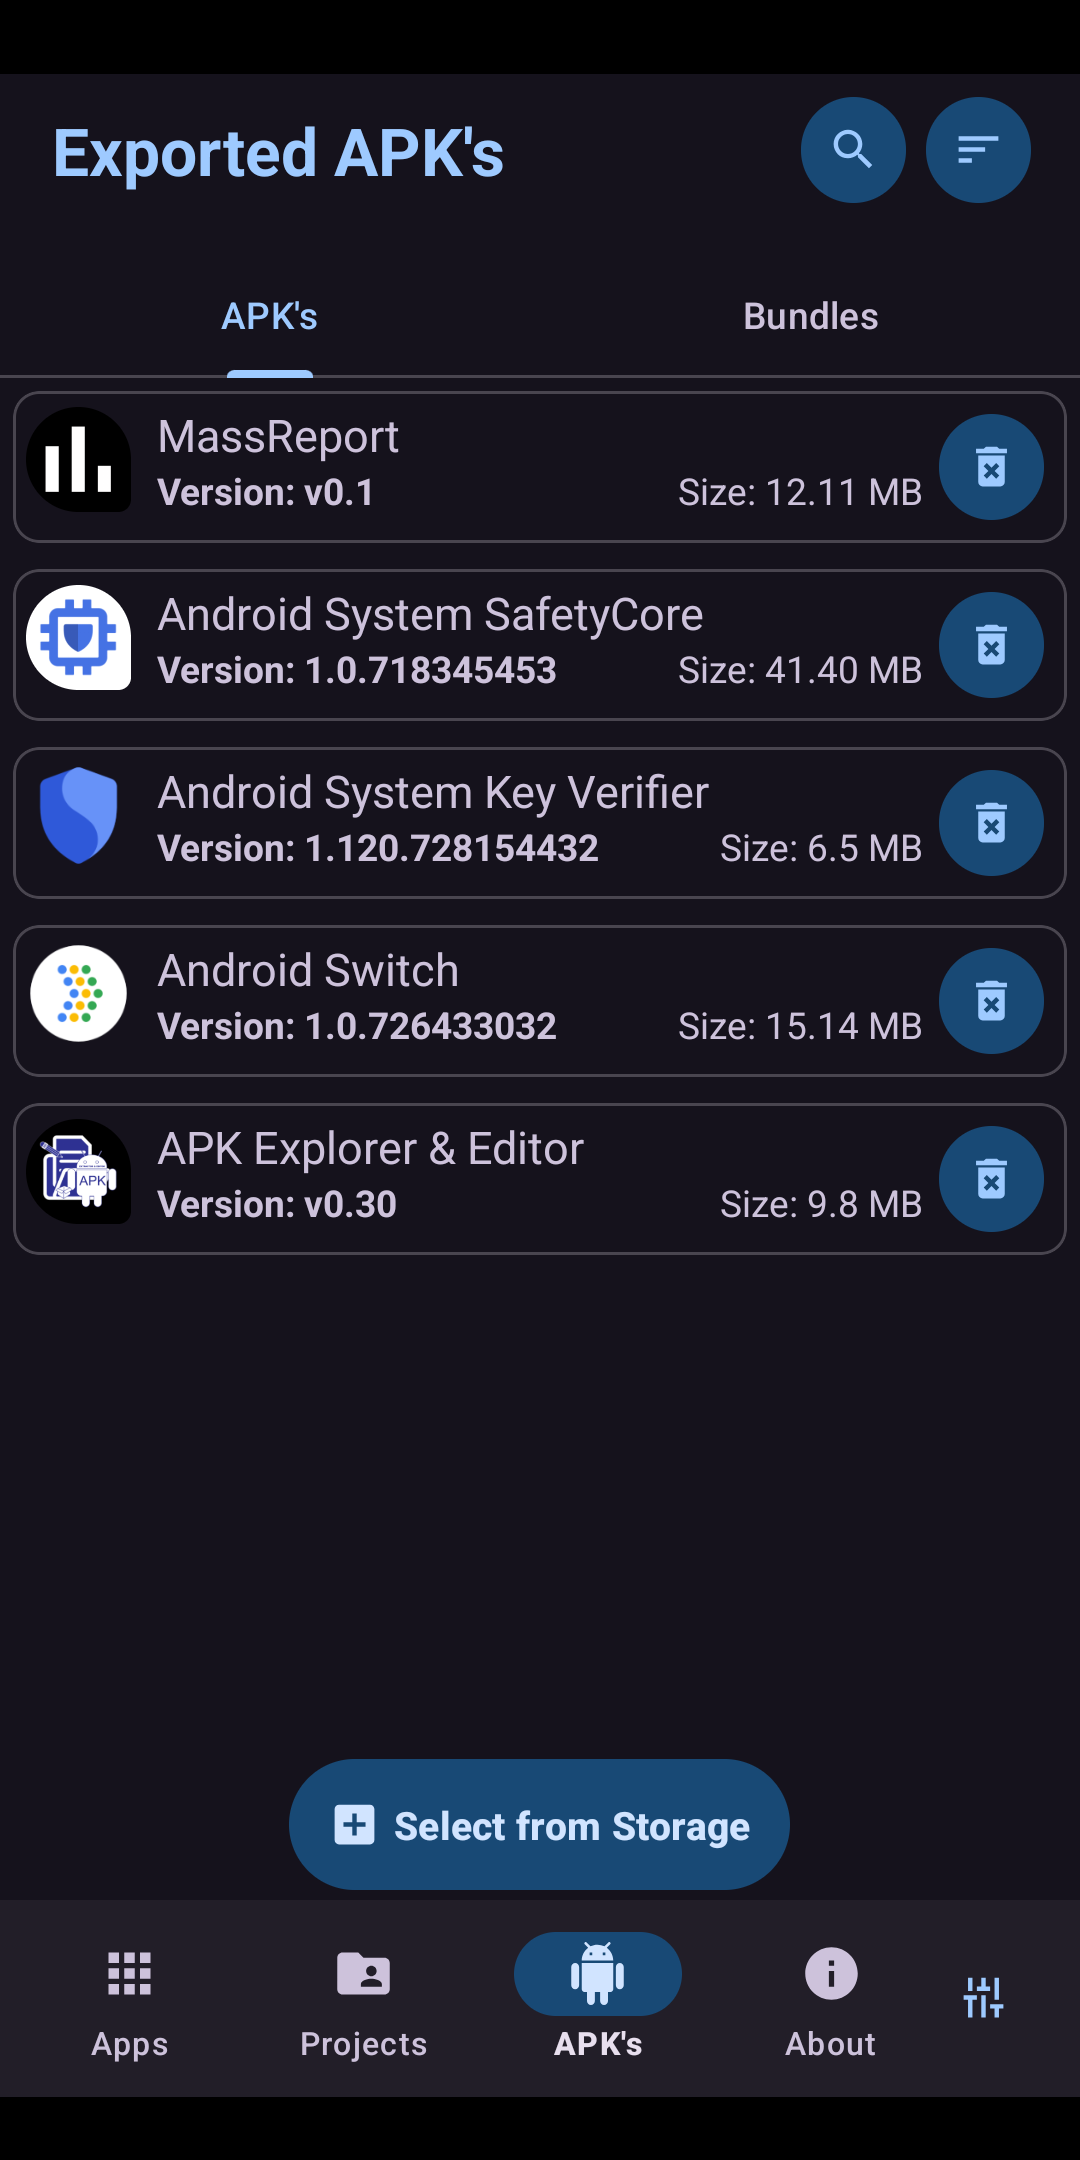 Exported APK's
APK's
Bundles
MassReport
Version: v0.1
Size: 12.11 MB
Android System SafetyCore
Version: 1.0.718345453
Size: 41.40 MB
Android System Key Verifier
Version: 1.120.728154432
Size: 6.5 MB
Android Switch
Version: 1.0.726433032
Size: 15.14 MB
APK
APK Explorer & Editor
Version: v0.30
Size: 9.8 MB
Select from Storage
Apps
Projects
APK's
About